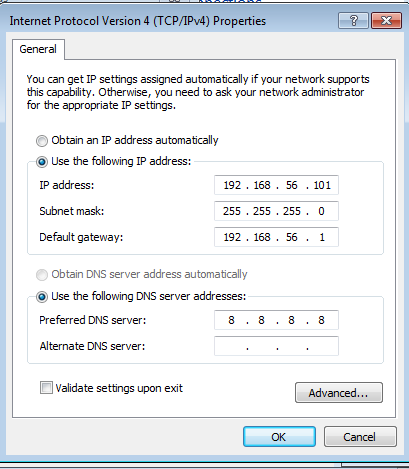 Internet Protocol Version 4 (TCP/IPv4) Properties
?
General
You can get IP settings assigned automatically if your network supports
this capability. Otherwise, you need to ask your network administrator
for the appropriate IP settings.
Obtain an IP address automatically
Use the following IP address:
IP address: 192 . 168 . 56 . 101
Subnet mask: 255 . 255 . 255 . 0
Default gateway: 192 . 168 . 56 . 1
Obtain DNS server address automatically
Use the following DNS server addresses:
Preferred DNS server: 8 . 8 . 8 . 8
Alternate DNS server: . . .
Validate settings upon exit
Advanced...
OK Cancel